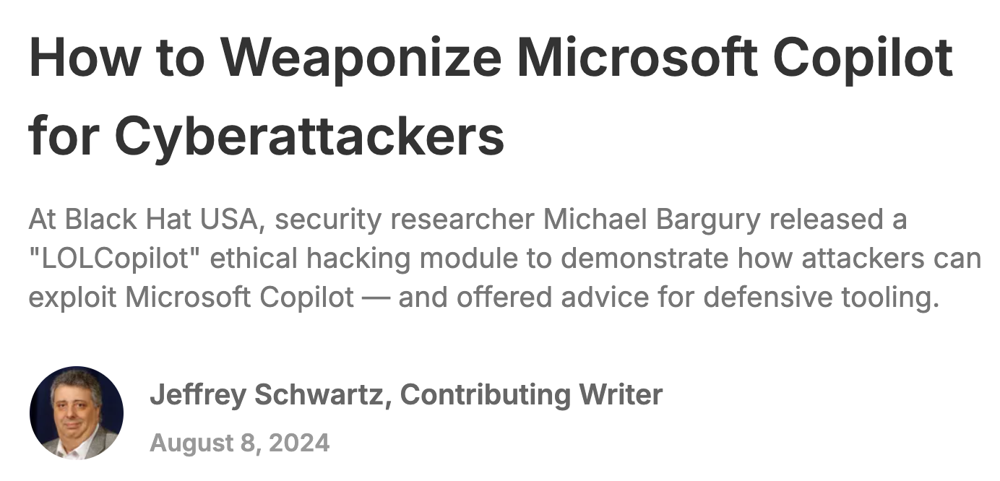 How to Weaponize Microsoft Copilot
for Cyberattackers
At Black Hat USA, security researcher Michael Bargury released a
"LOLCopilot" ethical hacking module to demonstrate how attackers can
exploit Microsoft Copilot — and offered advice for defensive tooling.
Jeffrey Schwartz, Contributing Writer
August 8, 2024